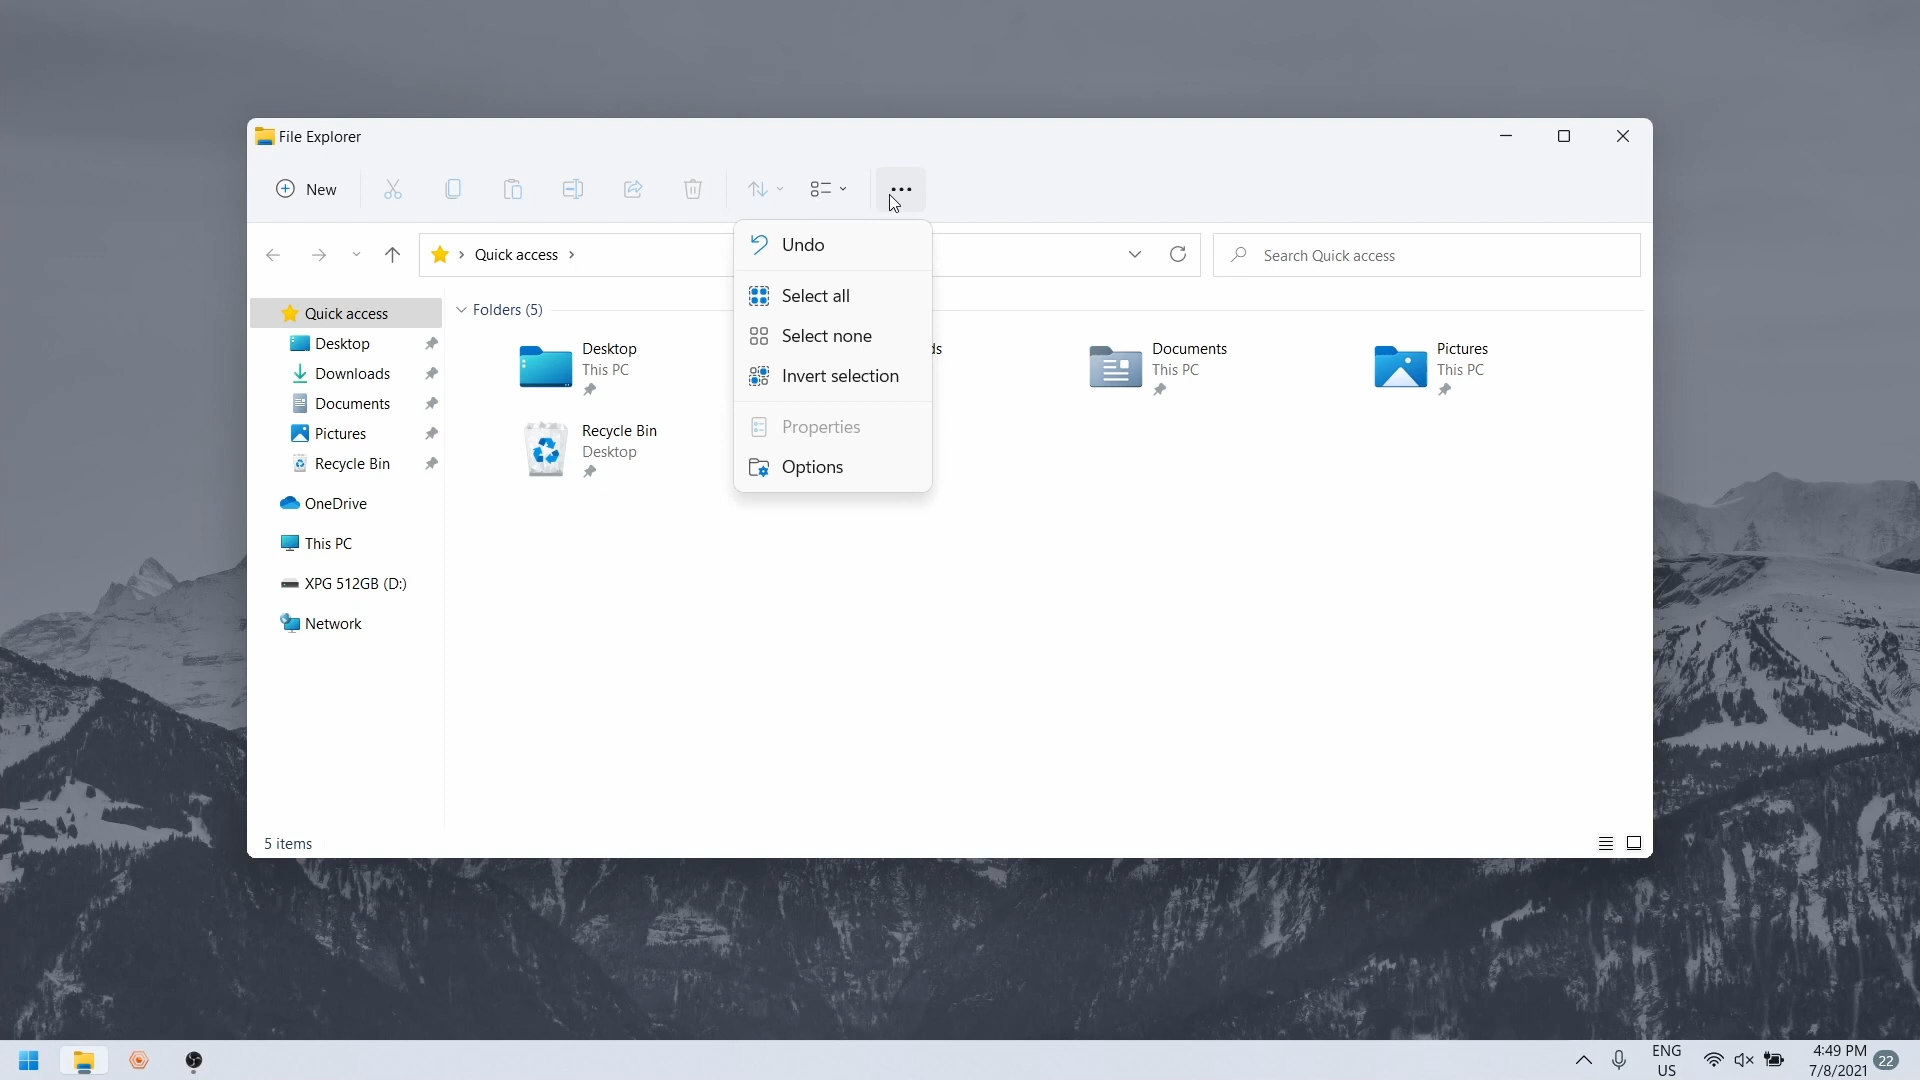 File Explorer
New
Quick access
Search Quick access
Undo
Select all
Select none
Invert selection
Properties
Options
Quick access
Desktop
Downloads
Documents
Pictures
Recycle Bin
OneDrive
This PC
XPG 512GB (D:)
Network
Folders (5)
Desktop
This PC
ds
Documents
This PC
Pictures
This PC
Recycle Bin
Desktop
5 items
ENG
US
4:49 PM
7/8/2021
22